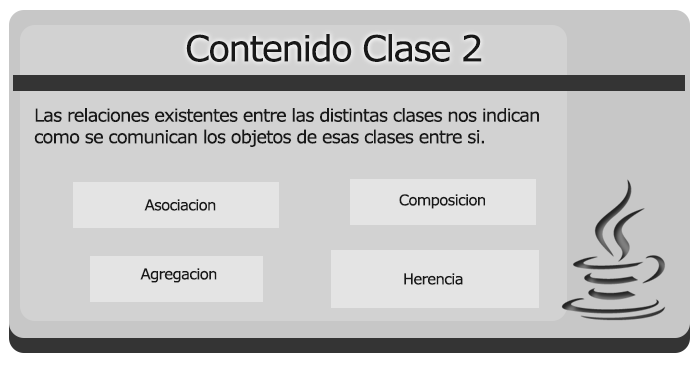 Contenido Clase 2
Las relaciones existentes entre las distintas clases nos indican
como se comunican los objetos de esas clases entre si.
Asociacion
Composicion
Agregacion
Herencia